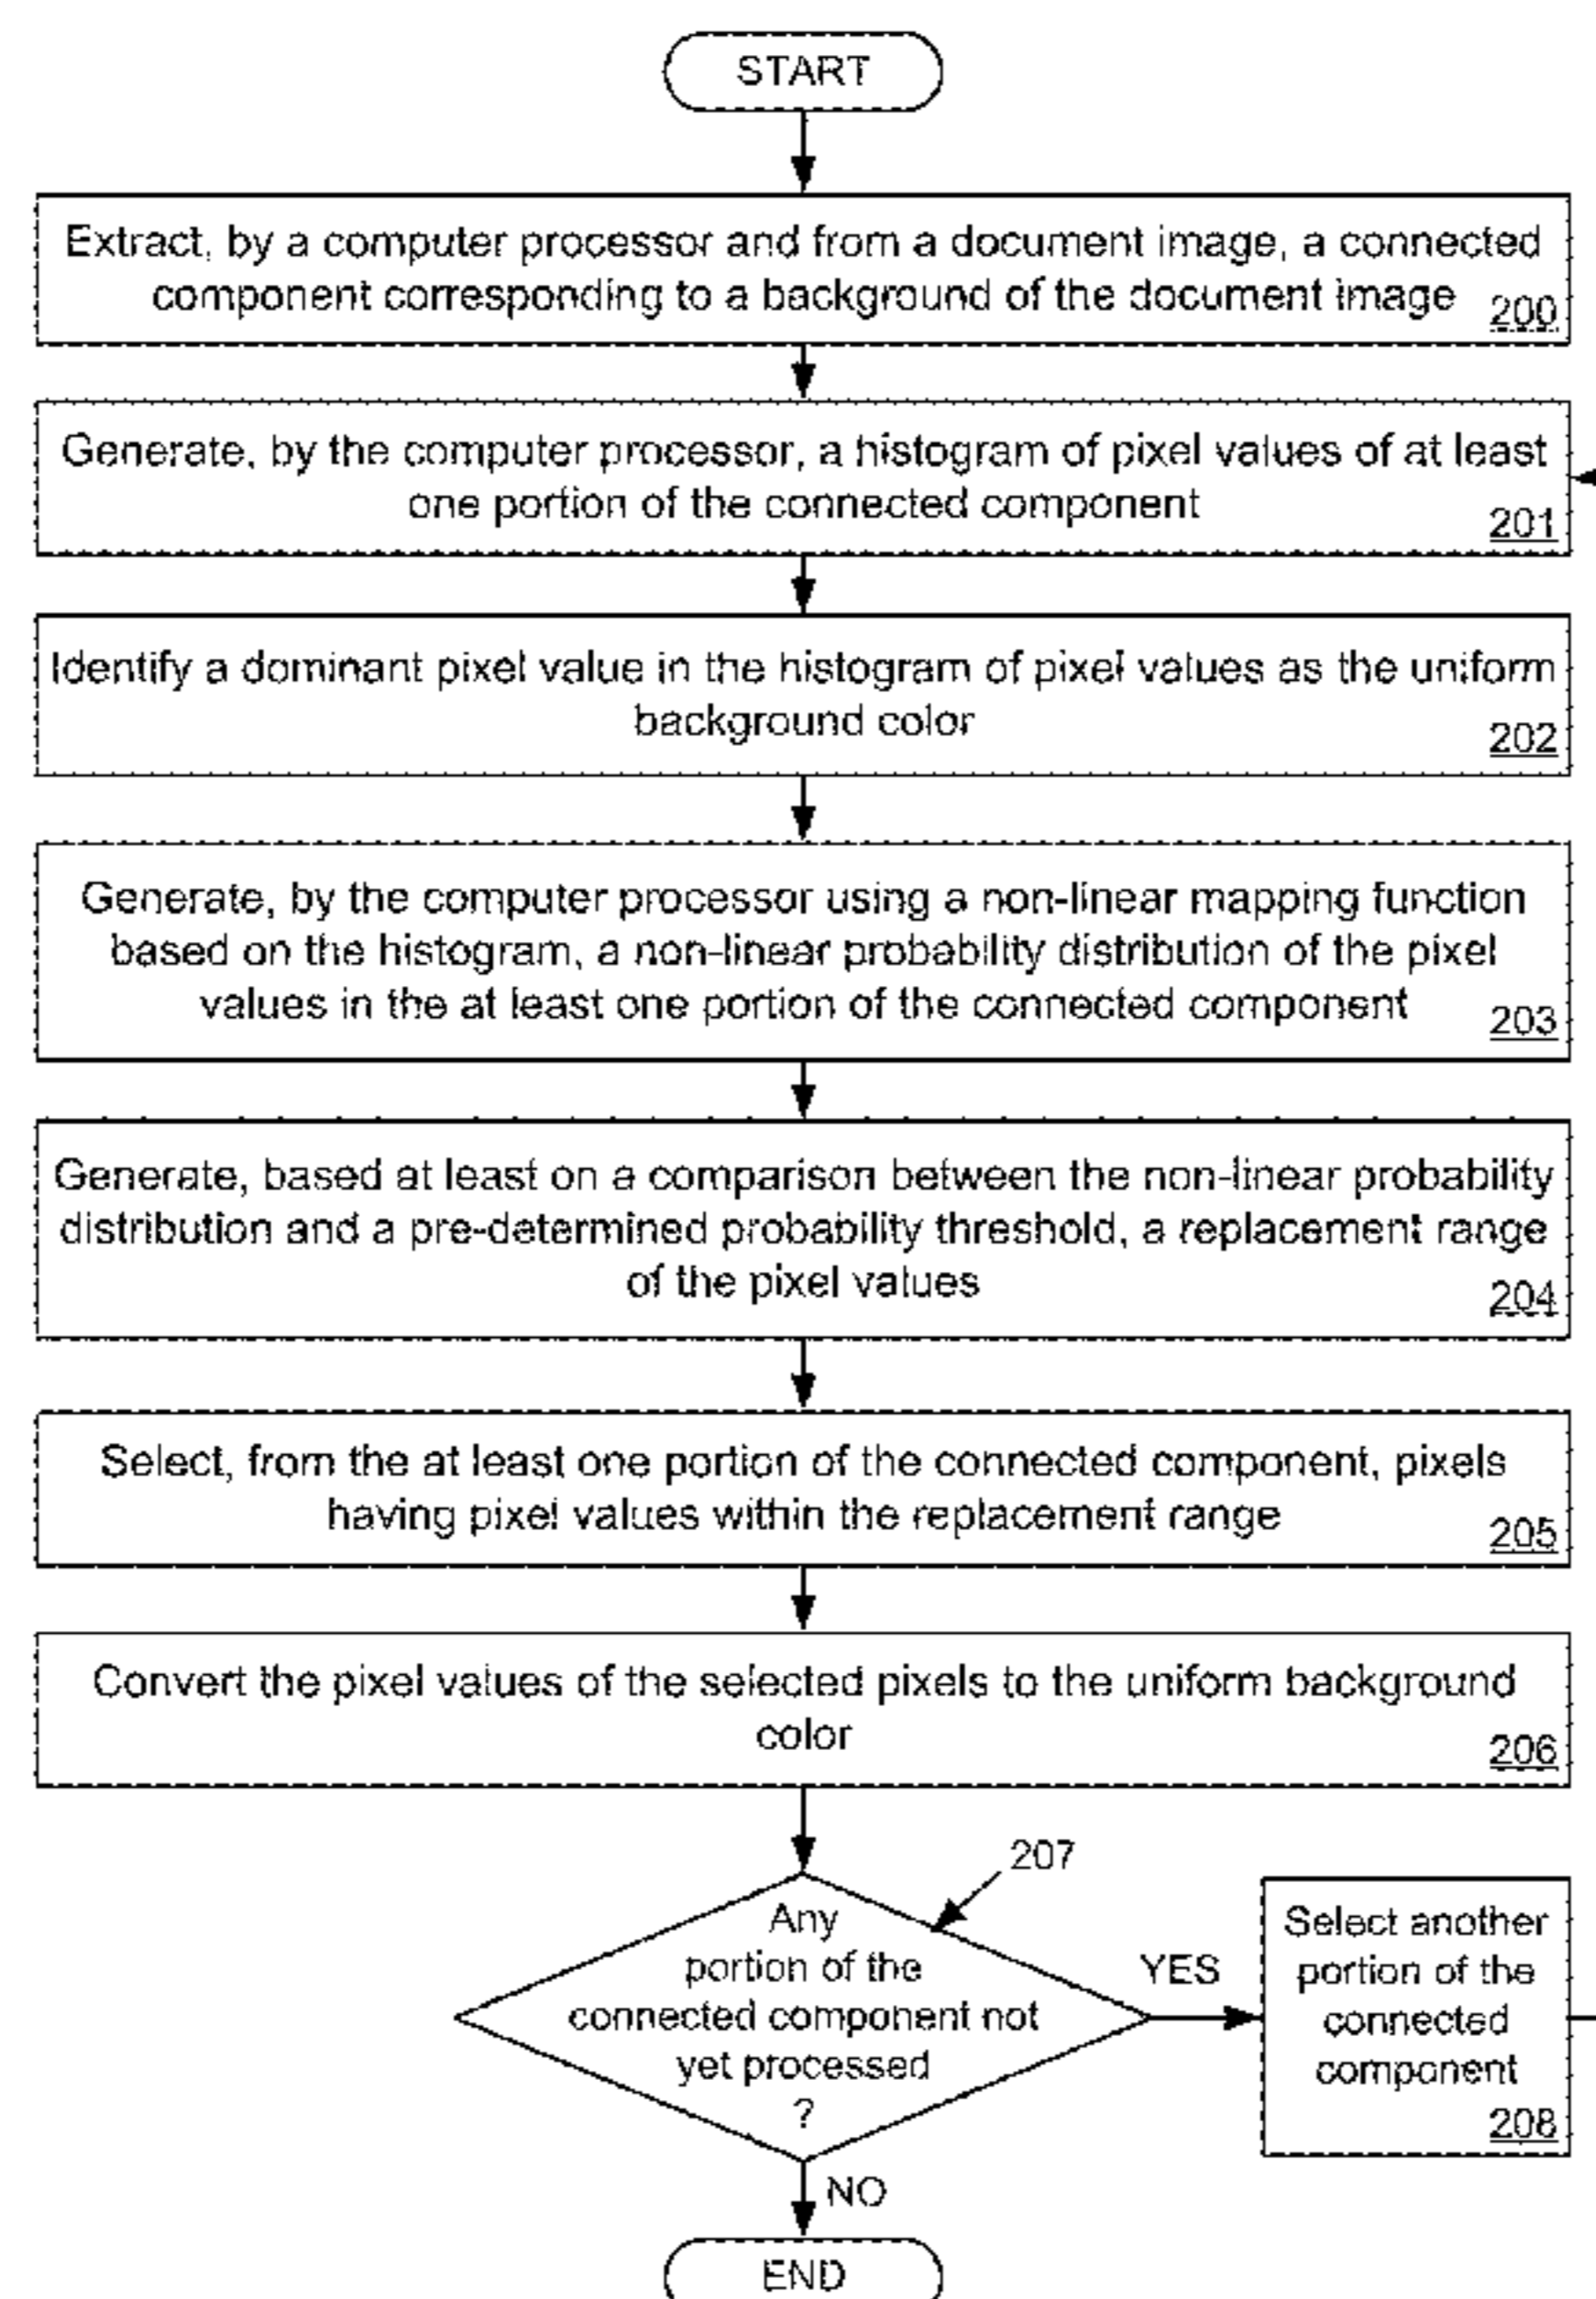 START
Extract, by a computer processor and from a document image, a connected
component corresponding to a background of the document image
200
Generate, by the computer processor, a histogram of pixel values of at least
one portion of the connected component
201
Identify a dominant pixel value in the histogram of pixel values as the uniform
background color
202
Generate, by the computer processor using a non-linear mapping function
based on the histogram, a non-linear probability distribution of the pixel
values in the at least one portion of the connected component
203
Generate, based at least on a comparison between the non-linear probability
distribution and a pre-determined probability threshold, a replacement range
of the pixel values
204
Select, from the at least one portion of the connected component, pixels
having pixel values within the replacement range
205
Convert the pixel values of the selected pixels to the uniform background
color
206
207
Any
portion of the
connected component not
yet processed
?
YES
Select another
portion of the
connected
component
208
NO
END